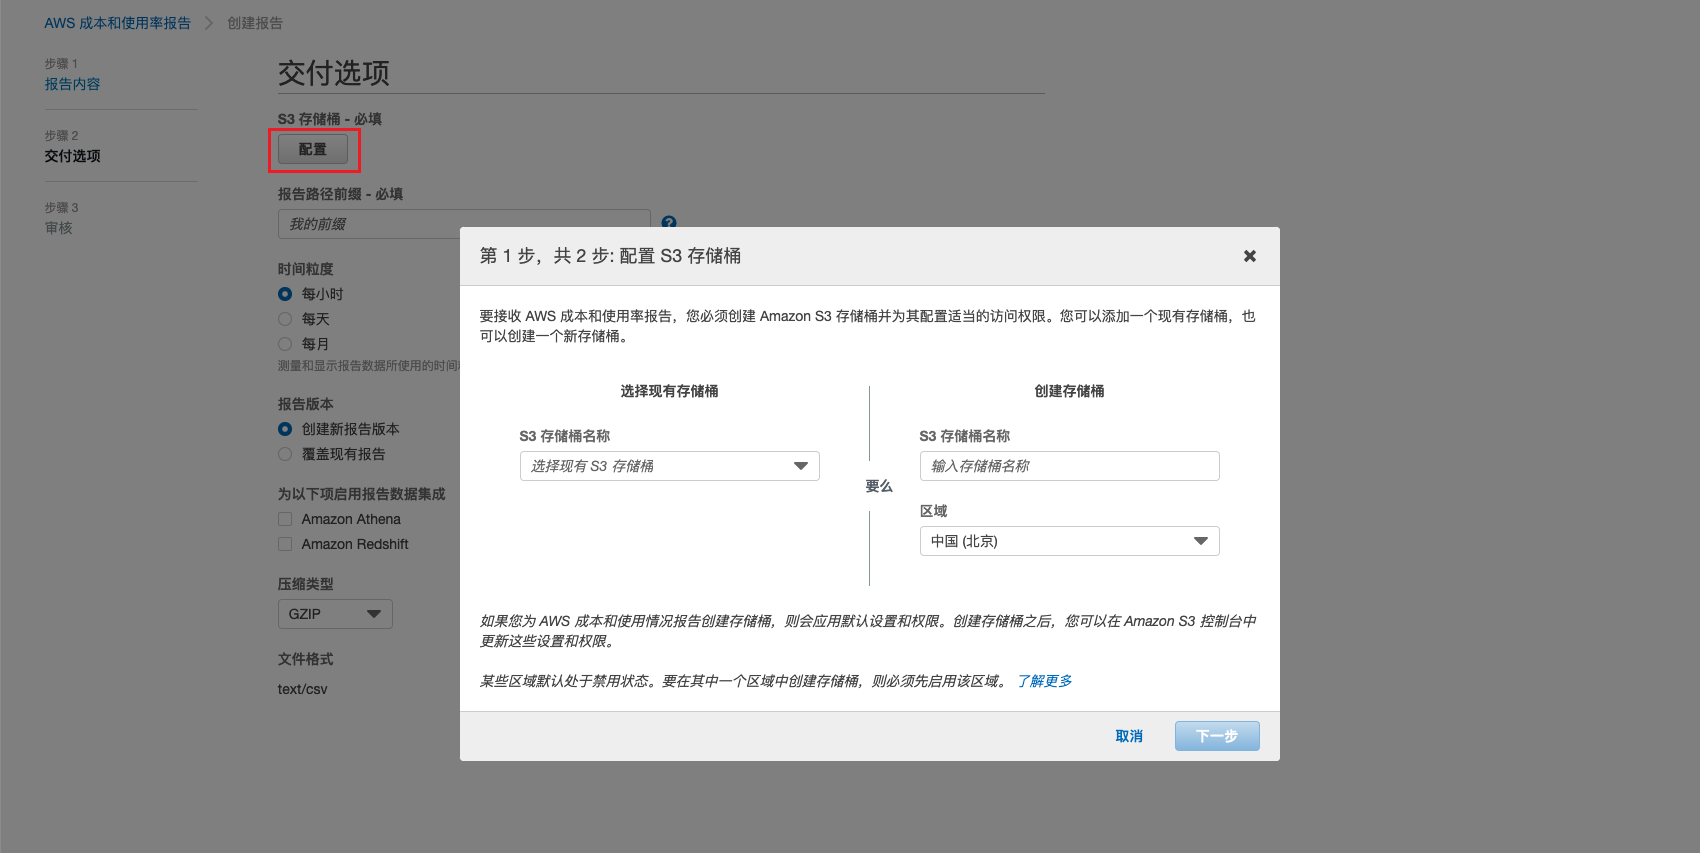 AWS 成本和使用率报告 创建报告
步骤 1
报告内容
步骤 2
交付选项
步骤 3
审核
交付选项
S3 存储桶 - 必填
配置
报告路径前缀 - 必填
我的前缀
时间粒度
每小时
每天
每月
测量和显示报告数据所使用的时间
报告版本
创建新报告版本
覆盖现有报告
为以下项启用报告数据集成
Amazon Athena
Amazon Redshift
压缩类型
GZIP
文件格式
text/csv
第 1 步，共 2 步: 配置 S3 存储桶
要接收 AWS 成本和使用率报告，您必须创建 Amazon S3 存储桶并为其配置适当的访问权限。您可以添加一个现有存储桶，也
可以创建一个新存储桶。
选择现有存储桶
S3 存储桶名称
选择现有 S3 存储桶
要么
创建存储桶
S3 存储桶名称
输入存储桶名称
区域
中国 (北京)
如果您为 AWS 成本和使用情况报告创建存储桶，则会应用默认设置和权限。创建存储桶之后，您可以在 Amazon S3 控制台中
更新这些设置和权限。
某些区域默认处于禁用状态。要在其中一个区域中创建存储桶，则必须先启用该区域。 了解更多
取消
下一步